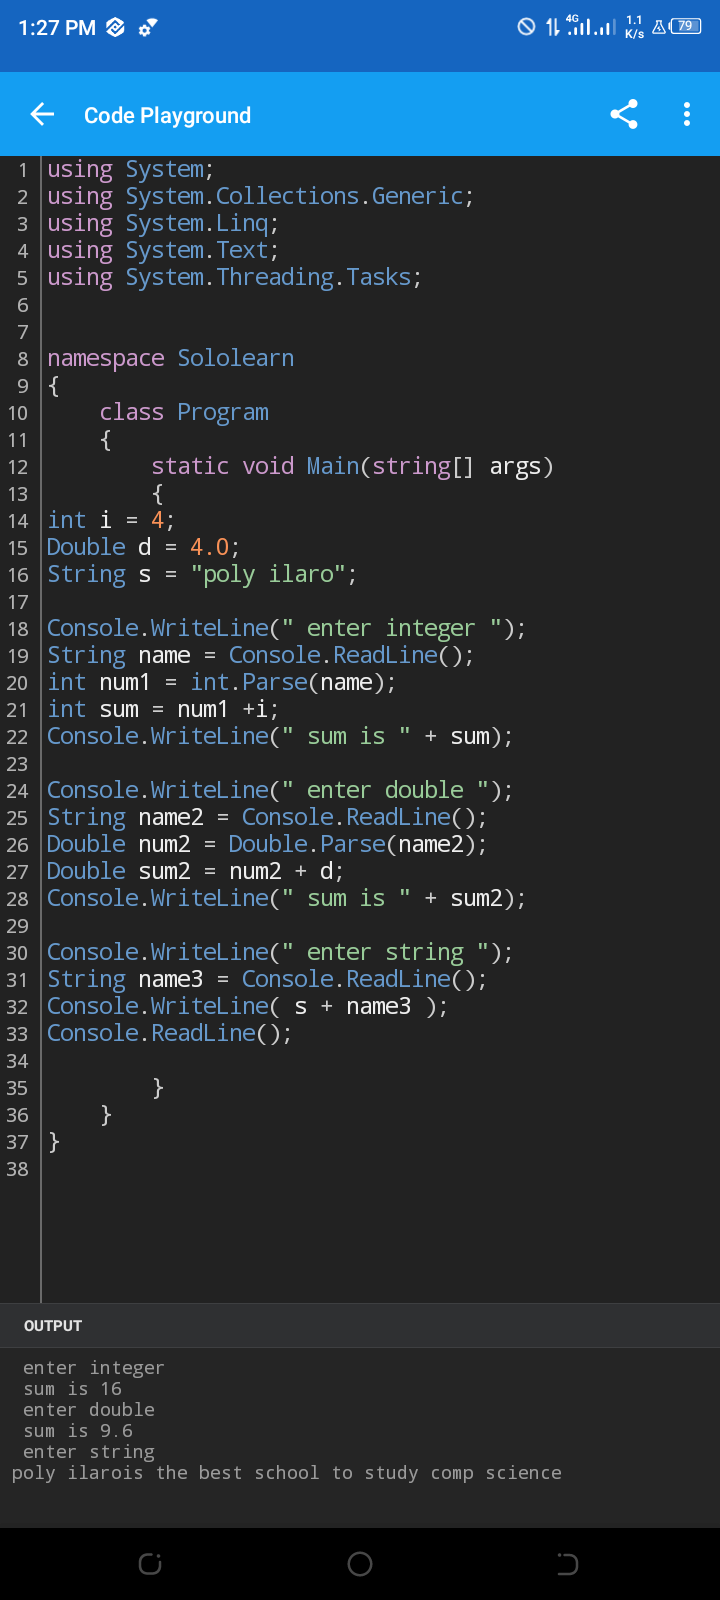 1:27 PM 4G 1.1 K/s 79
Code Playground
1 using System;
2 using System.Collections.Generic;
3 using System.Linq;
4 using System.Text;
5 using System.Threading.Tasks;
6
7
8 namespace Sololearn
9 {
10     class Program
11     {
12         static void Main(string[] args)
13         {
14 int i = 4;
15 Double d = 4.0;
16 String s = "poly ilaro";
17
18 Console.WriteLine(" enter integer ");
19 String name = Console.ReadLine();
20 int num1 = int.Parse(name);
21 int sum = num1 +i;
22 Console.WriteLine(" sum is " + sum);
23
24 Console.WriteLine(" enter double ");
25 String name2 = Console.ReadLine();
26 Double num2 = Double.Parse(name2);
27 Double sum2 = num2 + d;
28 Console.WriteLine(" sum is " + sum2);
29
30 Console.WriteLine(" enter string ");
31 String name3 = Console.ReadLine();
32 Console.WriteLine( s + name3 );
33 Console.ReadLine();
34
35         }
36     }
37 }
38
OUTPUT
 enter integer
 sum is 16
 enter double
 sum is 9.6
 enter string
poly ilarois the best school to study comp science